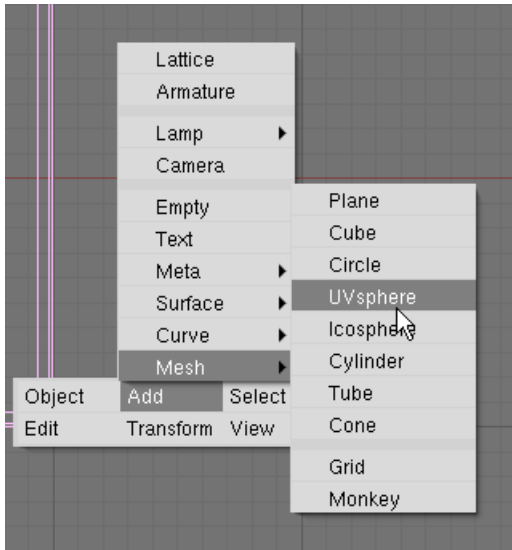 Lattice
Armature
Lamp
Camera
Empty
Text
Meta
Surface
Curve
Mesh
Object Add Select
Edit Transform View
Plane
Cube
Circle
UVsphere
Icosphere
Cylinder
Tube
Cone
Grid
Monkey